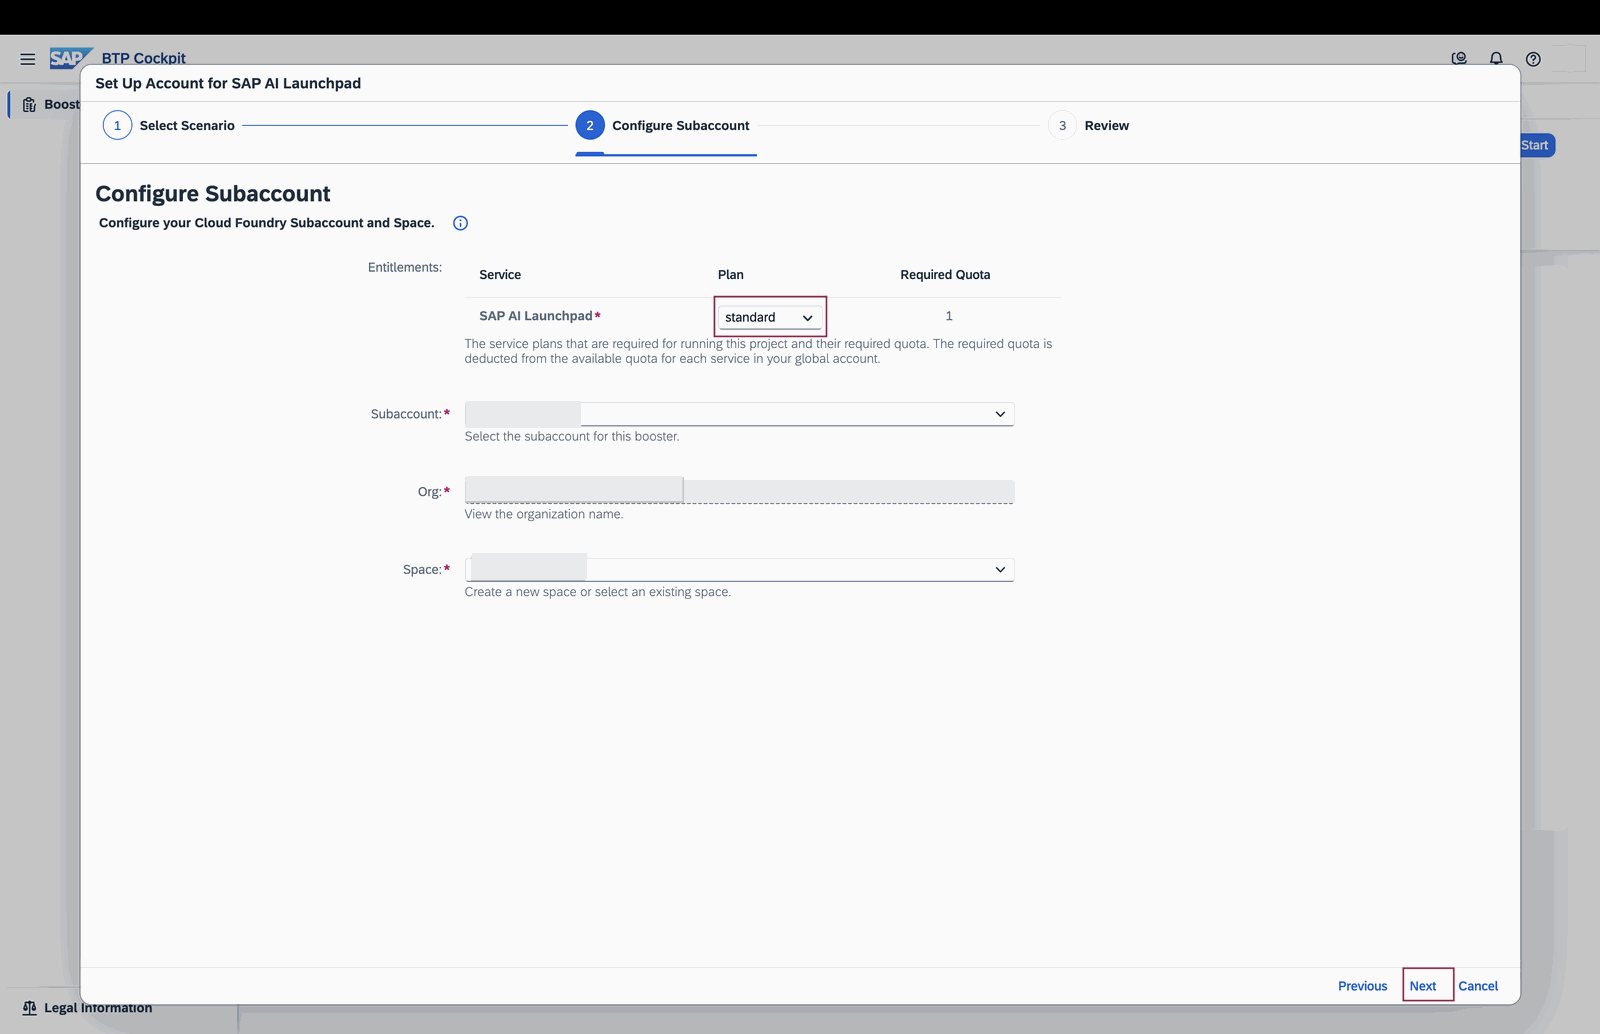 SAP BTP Cockpit
Set Up Account for SAP AI Launchpad
Boost
1 Select Scenario 2 Configure Subaccount 3 Review
Start
Configure Subaccount
Configure your Cloud Foundry Subaccount and Space.
Entitlements:
Service Plan Required Quota
SAP AI Launchpad* standard 1
The service plans that are required for running this project and their required quota. The required quota is
deducted from the available quota for each service in your global account.
Subaccount:*
Select the subaccount for this booster.
Org:*
View the organization name.
Space:*
Create a new space or select an existing space.
Previous Next Cancel
Legal Information